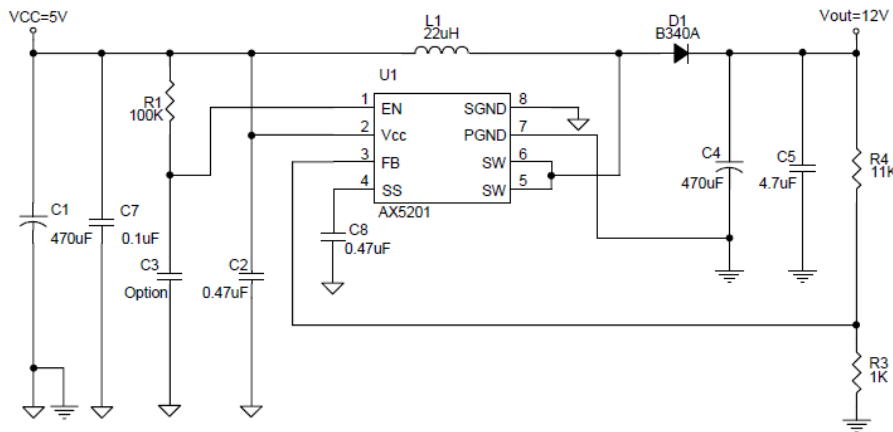 VCC=5V
L1
22uH
D1
B340A
Vout=12V
U1
R1
100K
1
EN
SGND
8
2
Vcc
PGND
7
3
FB
SW
6
4
SS
SW
5
AX5201
C4
470uF
C5
4.7uF
R4
11K
C1
470uF
C7
0.1uF
C3
Option
C2
0.47uF
C8
0.47uF
R3
1K